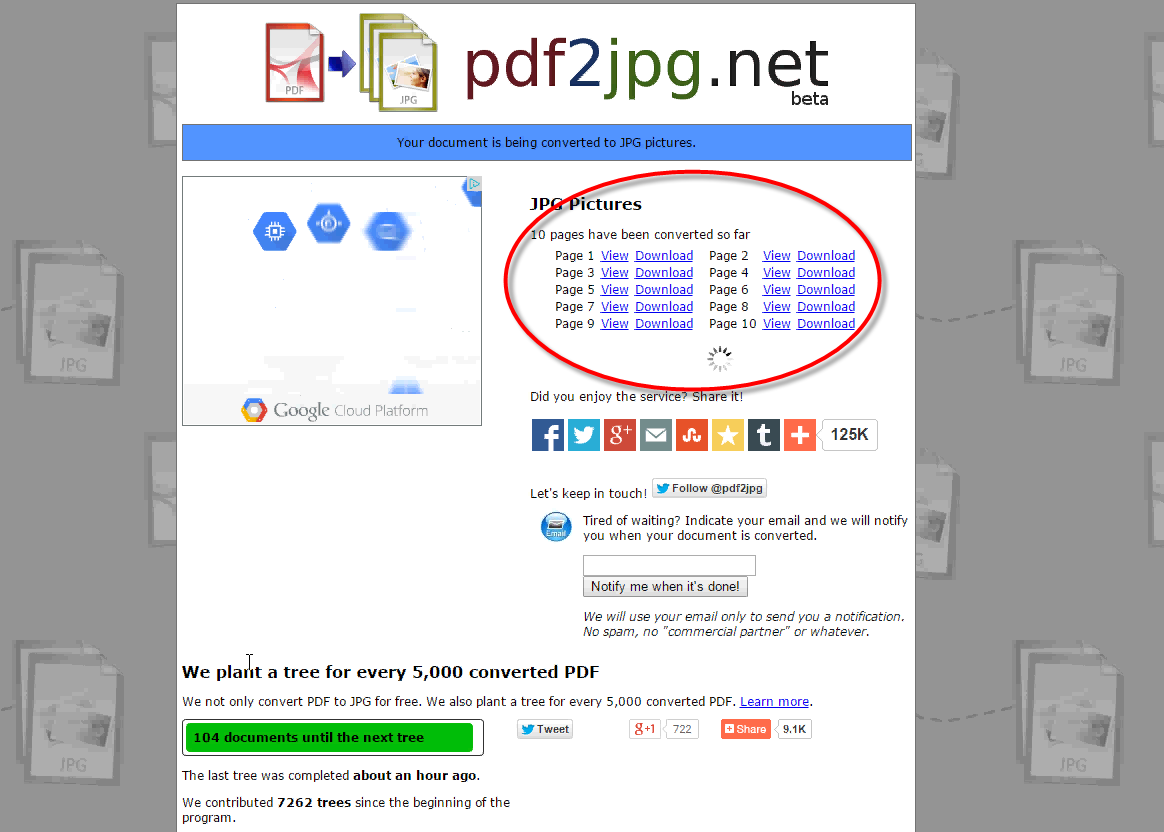 PDF
JPG
pdf2jpg.net
beta
Your document is being converted to JPG pictures.
Google Cloud Platform
JPG Pictures
10 pages have been converted so far
Page 1 View Download Page 2 View Download
Page 3 View Download Page 4 View Download
Page 5 View Download Page 6 View Download
Page 7 View Download Page 8 View Download
Page 9 View Download Page 10 View Download
Did you enjoy the service? Share it!
125K
Let's keep in touch! Follow @pdf2jpg
Email
Tired of waiting? Indicate your email and we will notify
you when your document is converted.
Notify me when it's done!
We will use your email only to send you a notification.
No spam, no "commercial partner" or whatever.
We plant a tree for every 5,000 converted PDF
We not only convert PDF to JPG for free. We also plant a tree for every 5,000 converted PDF. Learn more.
104 documents until the next tree
Tweet
g+1 722
Share 9.1K
The last tree was completed about an hour ago.
We contributed 7262 trees since the beginning of the
program.
JPG
JPG
JPG
JPG